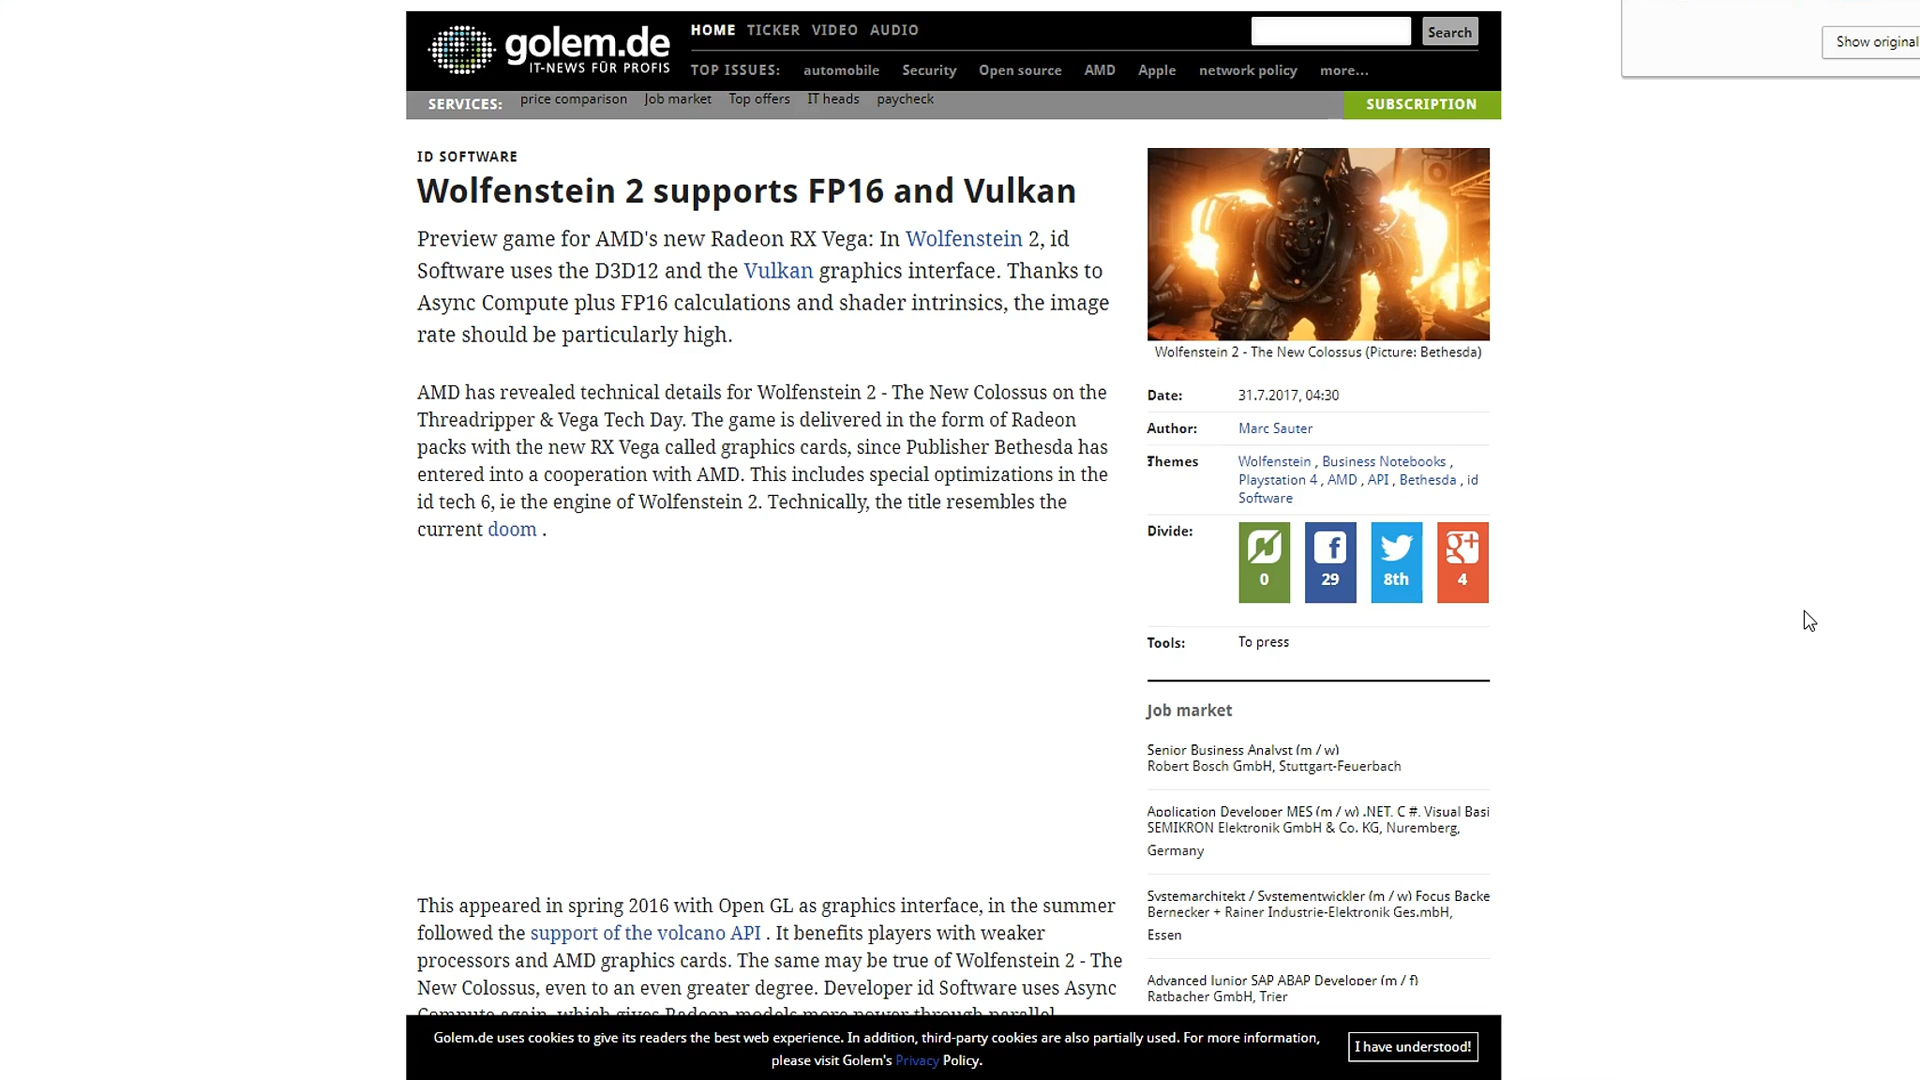 Show original
golem.de
IT-NEWS FÜR PROFIS
HOME TICKER VIDEO AUDIO
Search
TOP ISSUES: automobile Security Open source AMD Apple network policy more...
SERVICES: price comparison Job market Top offers IT heads paycheck
SUBSCRIPTION
ID SOFTWARE
Wolfenstein 2 supports FP16 and Vulkan
Preview game for AMD's new Radeon RX Vega: In Wolfenstein 2, id
Software uses the D3D12 and the Vulkan graphics interface. Thanks to
Async Compute plus FP16 calculations and shader intrinsics, the image
rate should be particularly high.
AMD has revealed technical details for Wolfenstein 2 - The New Colossus on the
Threadripper & Vega Tech Day. The game is delivered in the form of Radeon
packs with the new RX Vega called graphics cards, since Publisher Bethesda has
entered into a cooperation with AMD. This includes special optimizations in the
id tech 6, ie the engine of Wolfenstein 2. Technically, the title resembles the
current doom .
This appeared in spring 2016 with Open GL as graphics interface, in the summer
followed the support of the volcano API . It benefits players with weaker
processors and AMD graphics cards. The same may be true of Wolfenstein 2 - The
New Colossus, even to an even greater degree. Developer id Software uses Async
Compute again, which gives Radeon models more power through parallel
Wolfenstein 2 - The New Colossus (Picture: Bethesda)
Date: 31.7.2017, 04:30
Author: Marc Sauter
Themes Wolfenstein , Business Notebooks ,
Playstation 4 , AMD , API , Bethesda , id
Software
Divide:
0 29 8th 4
Tools: To press
Job market
Senior Business Analyst (m / w)
Robert Bosch GmbH, Stuttgart-Feuerbach
Application Developer MES (m / w) .NET, C #, Visual Basi
SEMIKRON Elektronik GmbH & Co. KG, Nuremberg,
Germany
Systemarchitekt / Systementwickler (m / w) Focus Backe
Bernecker + Rainer Industrie-Elektronik Ges.mbH,
Essen
Advanced Junior SAP ABAP Developer (m / f)
Ratbacher GmbH, Trier
Golem.de uses cookies to give its readers the best web experience. In addition, third-party cookies are also partially used. For more information,
please visit Golem's Privacy Policy.
I have understood!